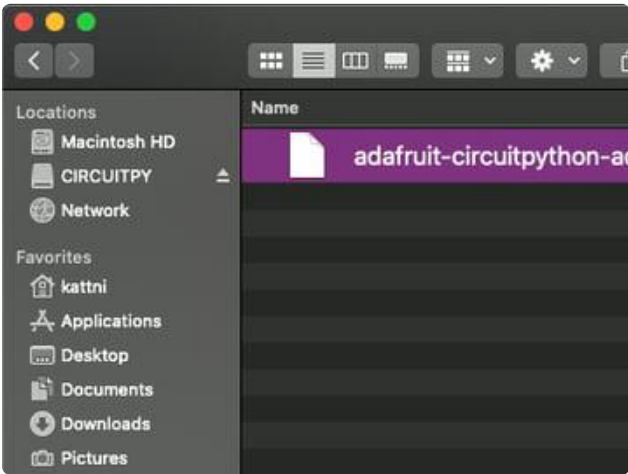 Locations
Macintosh HD
CIRCUITPY
Network
Favorites
kattni
Applications
Desktop
Documents
Downloads
Pictures
Name
adafruit-circuitpython-a